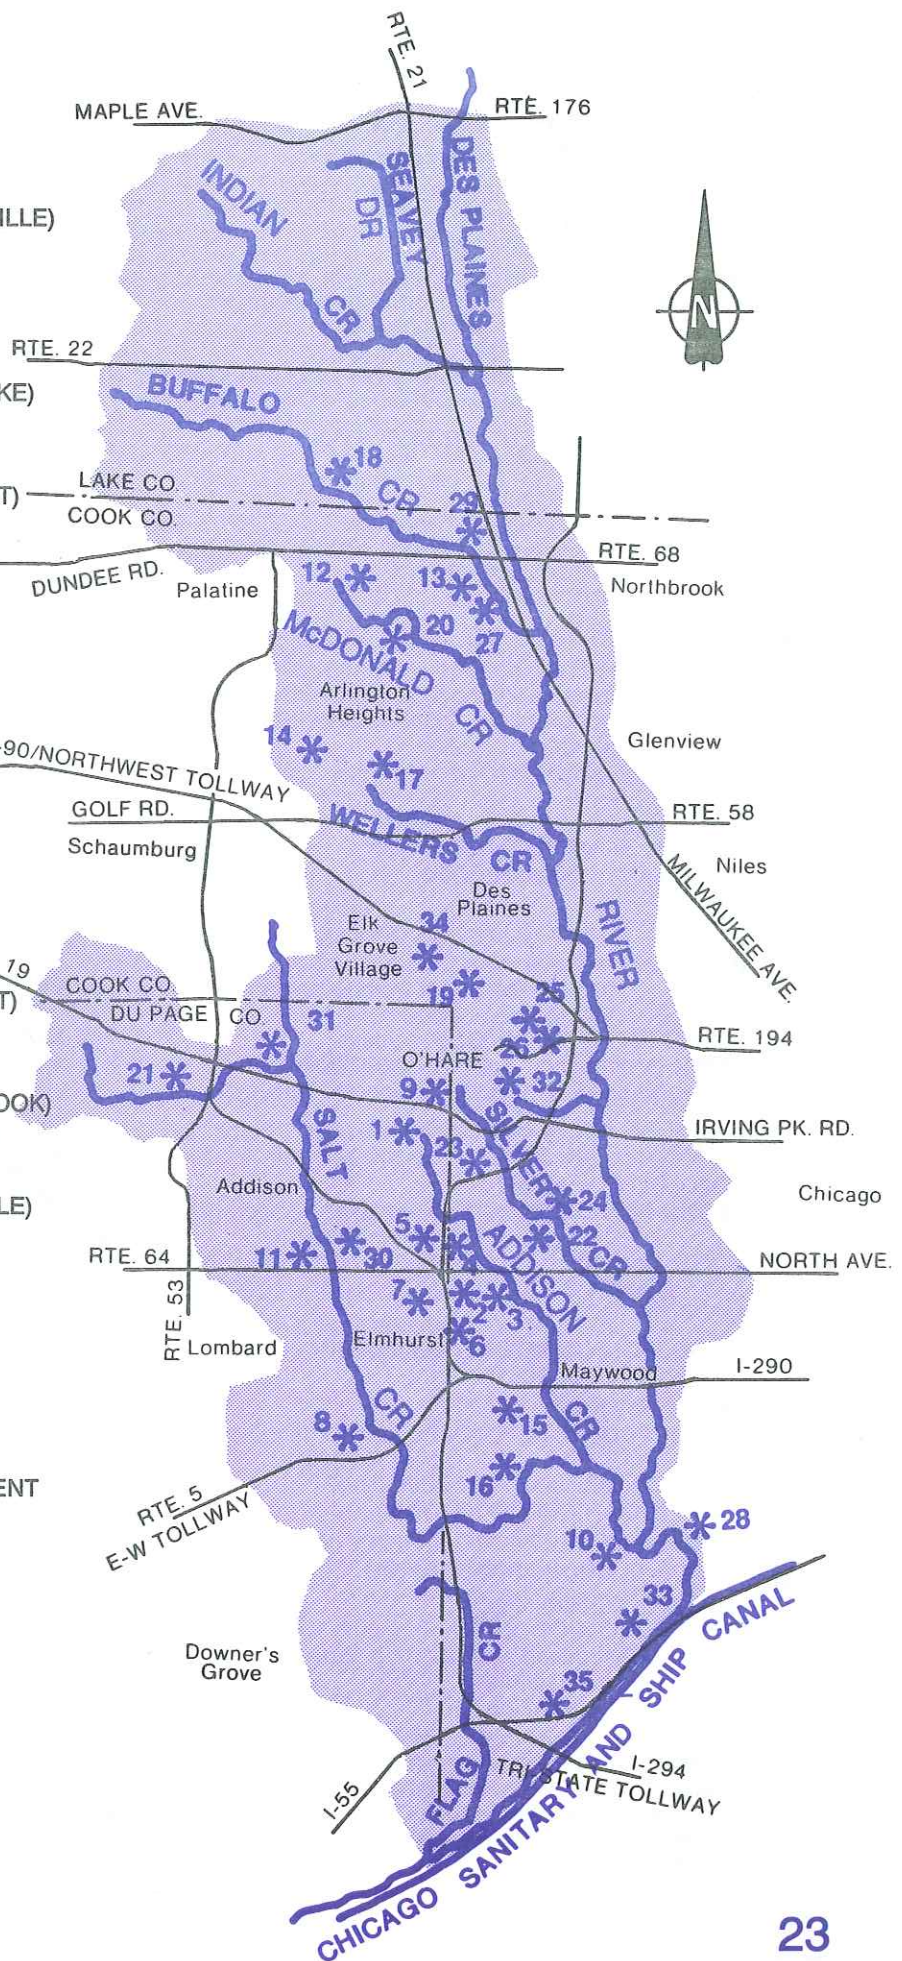 RTE. 21
MAPLE AVE.
RTE. 176
INDIAN
CR
SEAVEY
DR
DES PLAINES
ILLE)
N
RTE. 22
KE)
BUFFALO
CR
18
T)
LAKE CO
COOK CO.
29
RTE. 68
DUNDEE RD.
Palatine
12
13
Northbrook
20
27
McDONALD
CR
Arlington
Heights
14
17
Glenview
-90/NORTHWEST TOLLWAY
GOLF RD.
RTE. 58
Schaumburg
WELLERS
CR
Niles
MILWAUKEE AVE.
Des
Plaines
RIVER
34
Elk
Grove
Village
19
19
COOK CO
T)
DU PAGE CO.
31
25
26
RTE. 194
O'HARE
21
9
32
OOK)
SALT
1
23
SILVER
IRVING PK. RD.
LE)
Addison
24
Chicago
5
4
22
CR
ADDISON
RTE. 64
11
30
NORTH AVE.
RTE. 53
7
2
3
Lombard
Elmhurst
6
Maywood
I-290
CR
8
15
CR
ENT
16
RTE. 5
E-W TOLLWAY
10
28
33
CR
Downer's
Grove
35
I-294
TRI-STATE TOLLWAY
I-55
FLAG
CHICAGO SANITARY AND SHIP CANAL
23